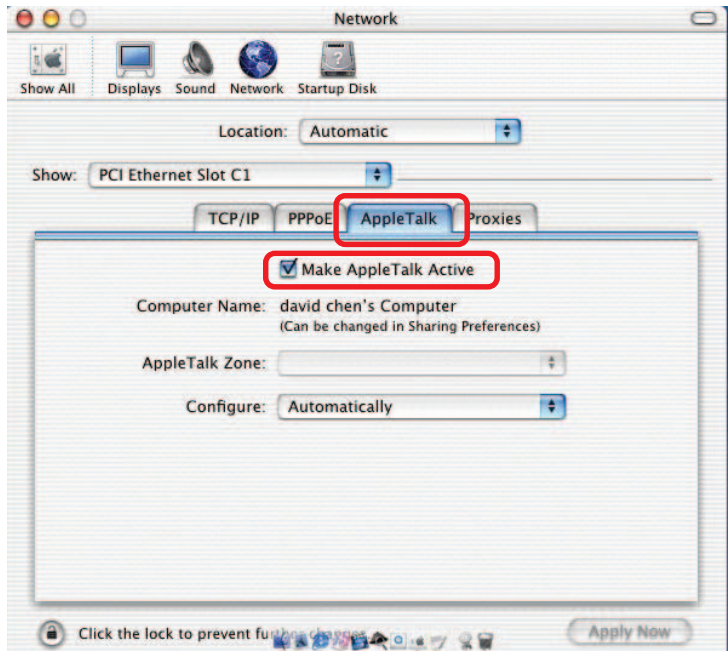 Network
Show All Displays Sound Network Startup Disk
Location: Automatic
Show: PCI Ethernet Slot C1
TCP/IP PPPoE AppleTalk Proxies
Make AppleTalk Active
Computer Name: david chen's Computer
(Can be changed in Sharing Preferences)
AppleTalk Zone:
Configure: Automatically
Click the lock to prevent further changes. Apply Now